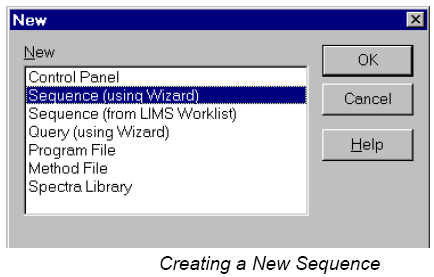 New
New
Control Panel
Sequence (using Wizard)
Sequence (from LIMS Worklist)
Query (using Wizard)
Program File
Method File
Spectra Library
OK
Cancel
Help
Creating a New Sequence